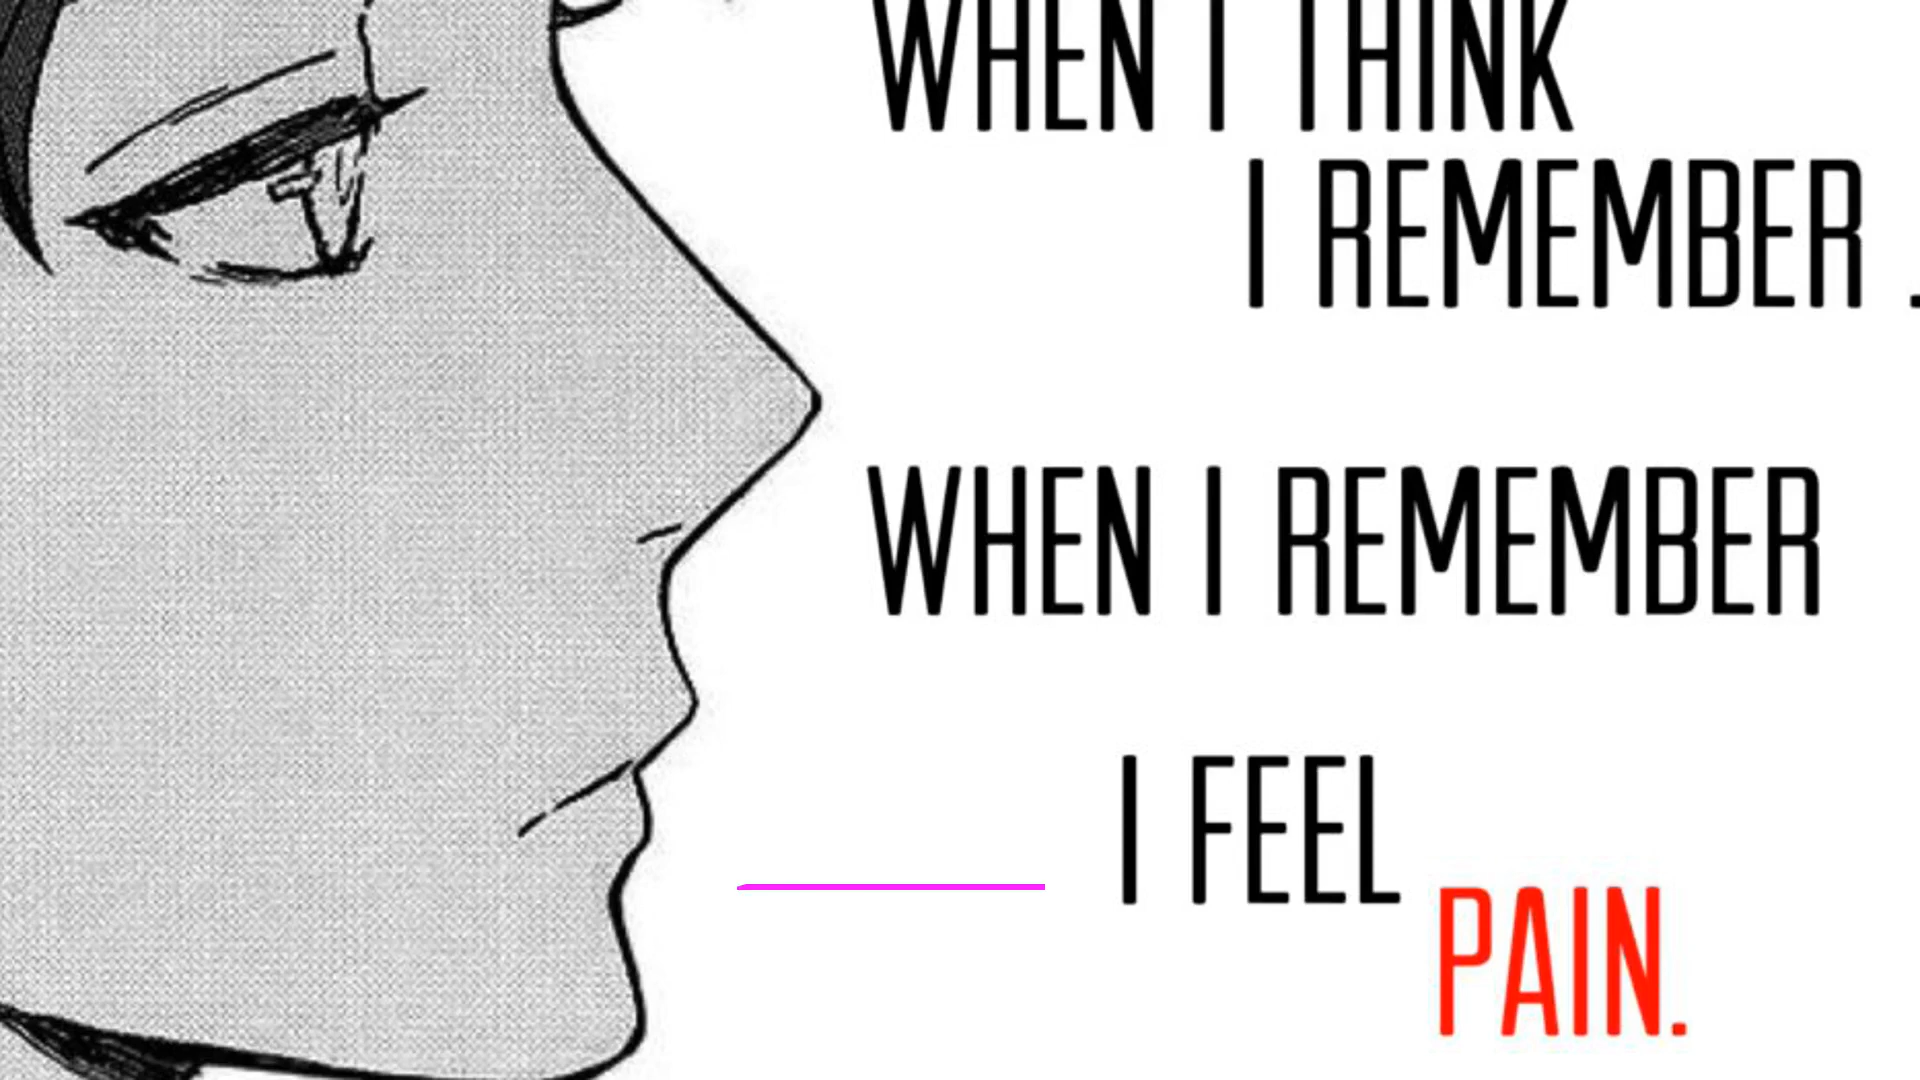 WHEN I THINK
I REMEMBER .
WHEN I REMEMBER
I FEEL
PAIN.